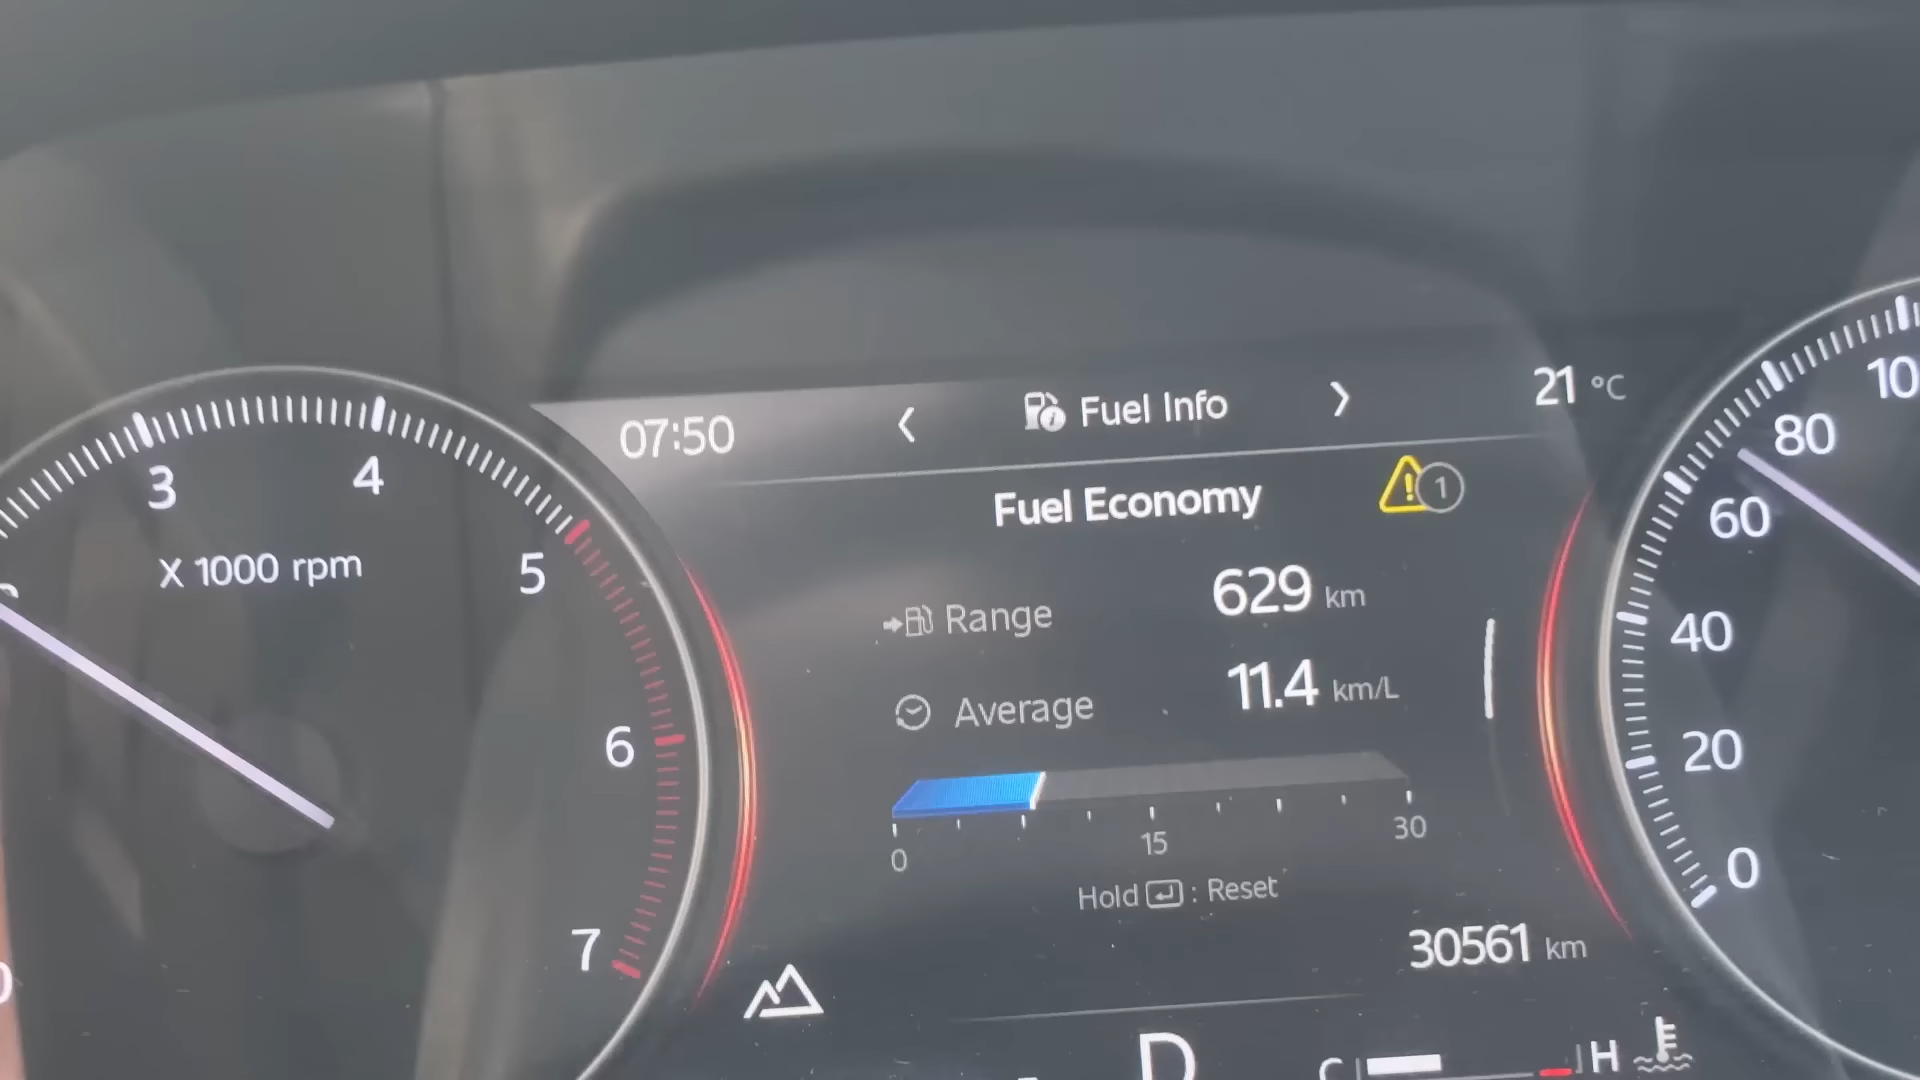 07:50
Fuel Info
21 °C
Fuel Economy
1
Range 629 km
Average 11.4 km/L
0 15 30
Hold : Reset
30561 km
D
C H
3 4 5 6 7
X 1000 rpm
0 20 40 60 80 10